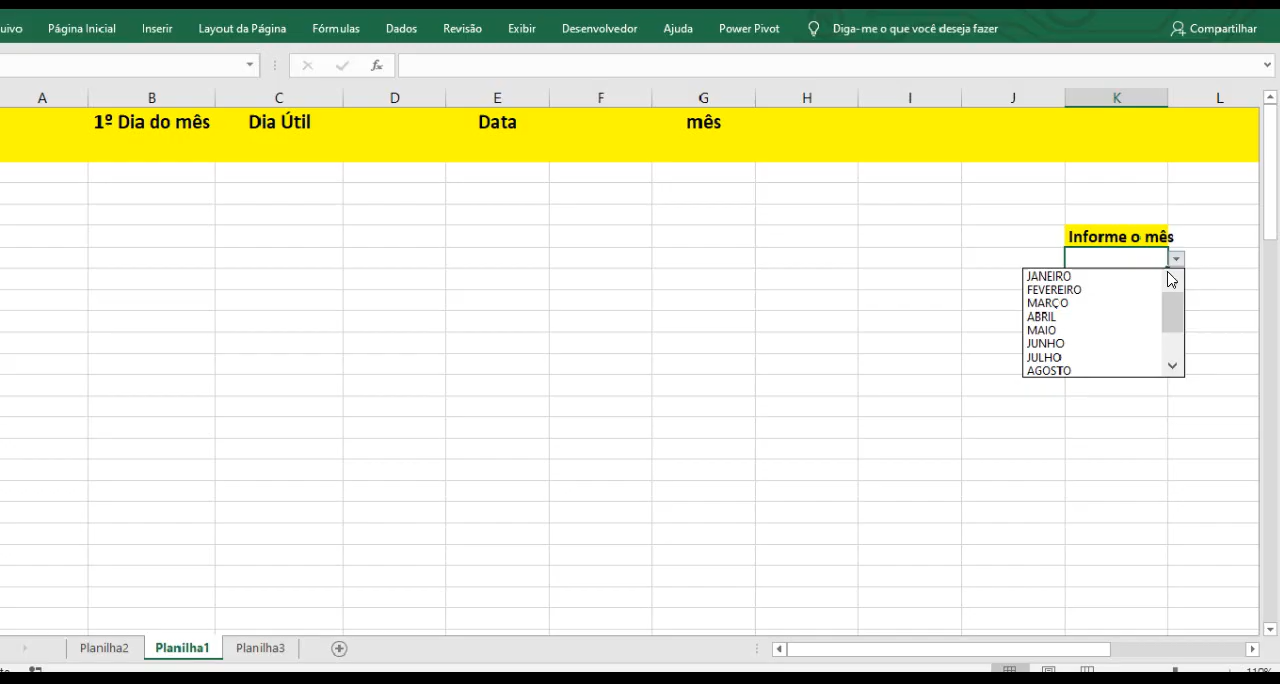 uivo Página Inicial Inserir Layout da Página Fórmulas Dados Revisão Exibir Desenvolvedor Ajuda Power Pivot Diga-me o que você deseja fazer Compartilhar
fx
A B C D E F G H I J K L
1º Dia do mês Dia Útil Data mês
Informe o mês
JANEIRO
FEVEREIRO
MARÇO
ABRIL
MAIO
JUNHO
JULHO
AGOSTO
Planilha2 Planilha1 Planilha3
110%